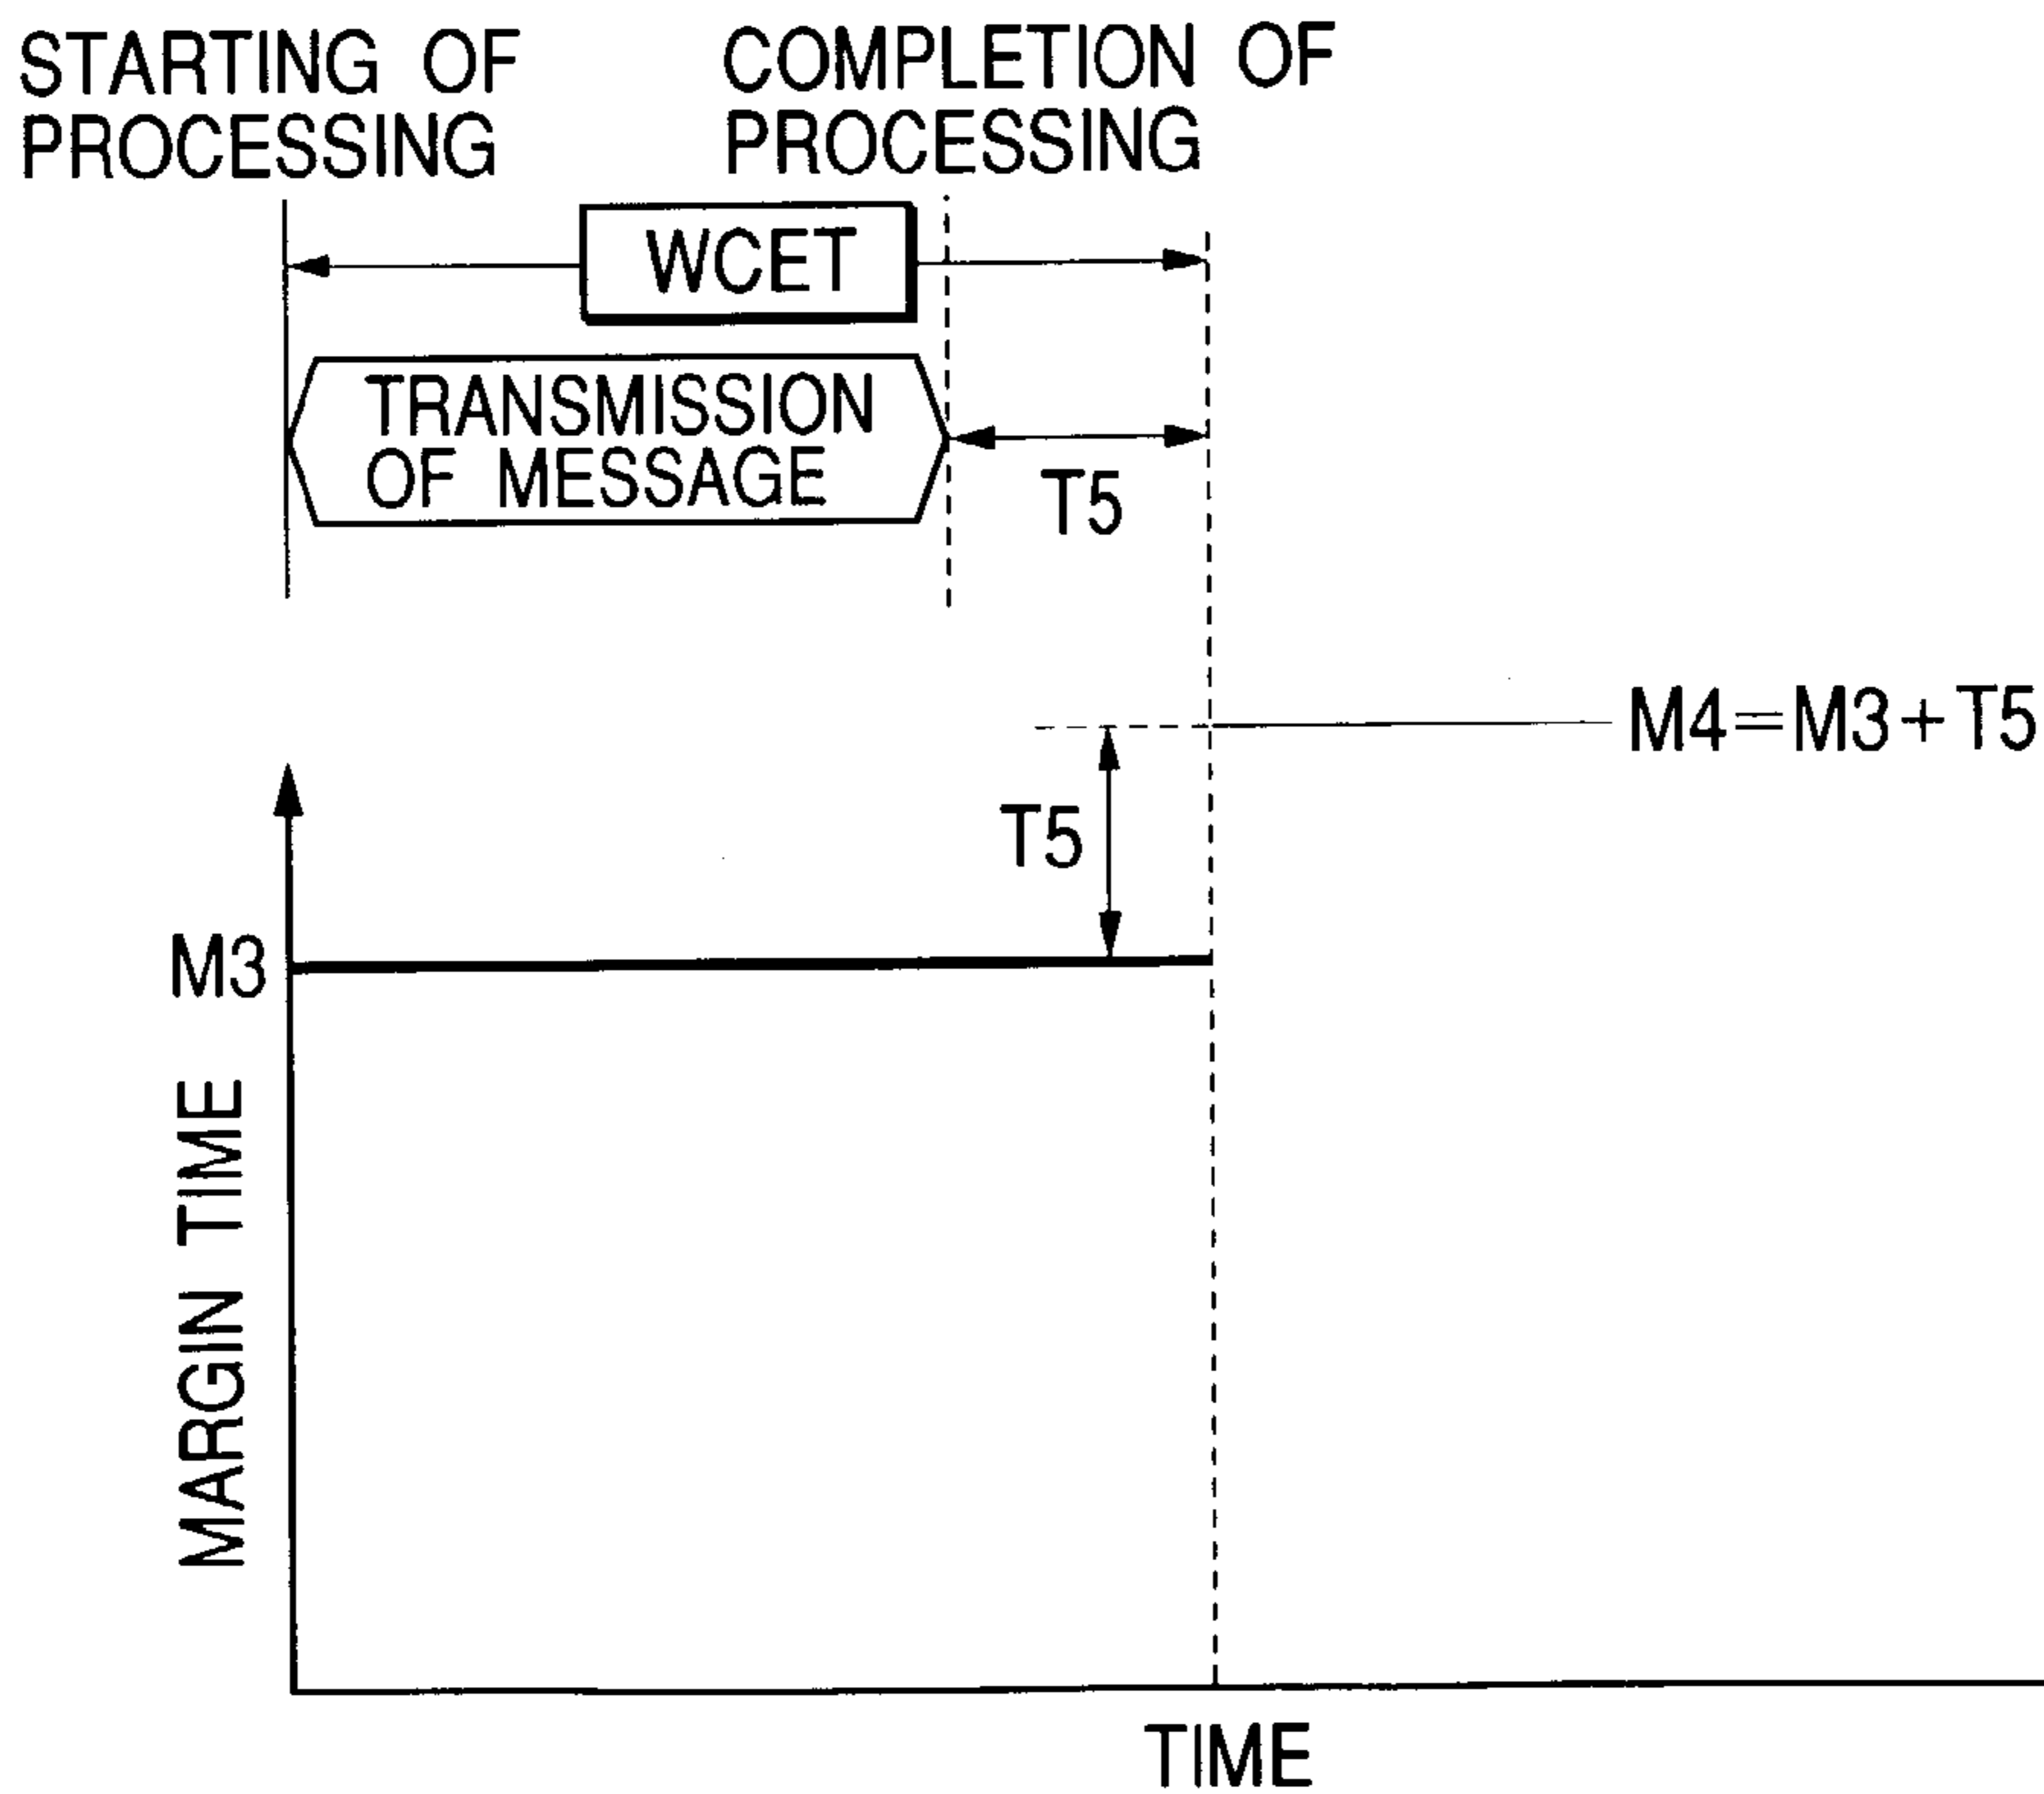 STARTING OF
PROCESSING
COMPLETION OF
PROCESSING
WCET
TRANSMISSION
OF MESSAGE
T5
M4=M3+T5
T5
M3
MARGIN TIME
TIME